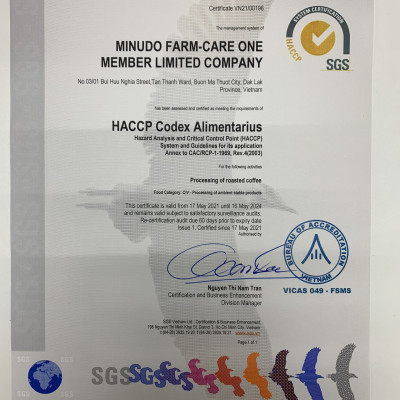 Certificate VN21/00196
The management system of
MINUDO FARM-CARE ONE
MEMBER LIMITED COMPANY
No 03/01 Bui Huu Nghia Street, Tan Thanh Ward, Buon Ma Thuot City, Dak Lak
Province, Vietnam
has been assessed and certified as meeting the requirements of
HACCP Codex Alimentarius
Hazard Analysis and Critical Control Point (HACCP)
System and Guidelines for its application
Annex to CAC/RCP-1-1969, Rev.4(2003)
For the following activities
Processing of roasted coffee
Food Category: CIV - Processing of ambient stable products
This certificate is valid from 17 May 2021 until 16 May 2024
and remains valid subject to satisfactory surveillance audits.
Re-certification audit due 60 days prior to expiry date
Issue 1. Certified since 17 May 2021
Authorised by
Nguyen Thi Nam Tran
Certification and Business Enhancement
Division Manager
SGS Vietnam Ltd - Certification & Business Enhancement
Page 1 of 1
HACCP
SGS
BUREAU OF ACCREDITATION
VIETNAM
VICAS 049 - FSMS
SGS SGS SGS